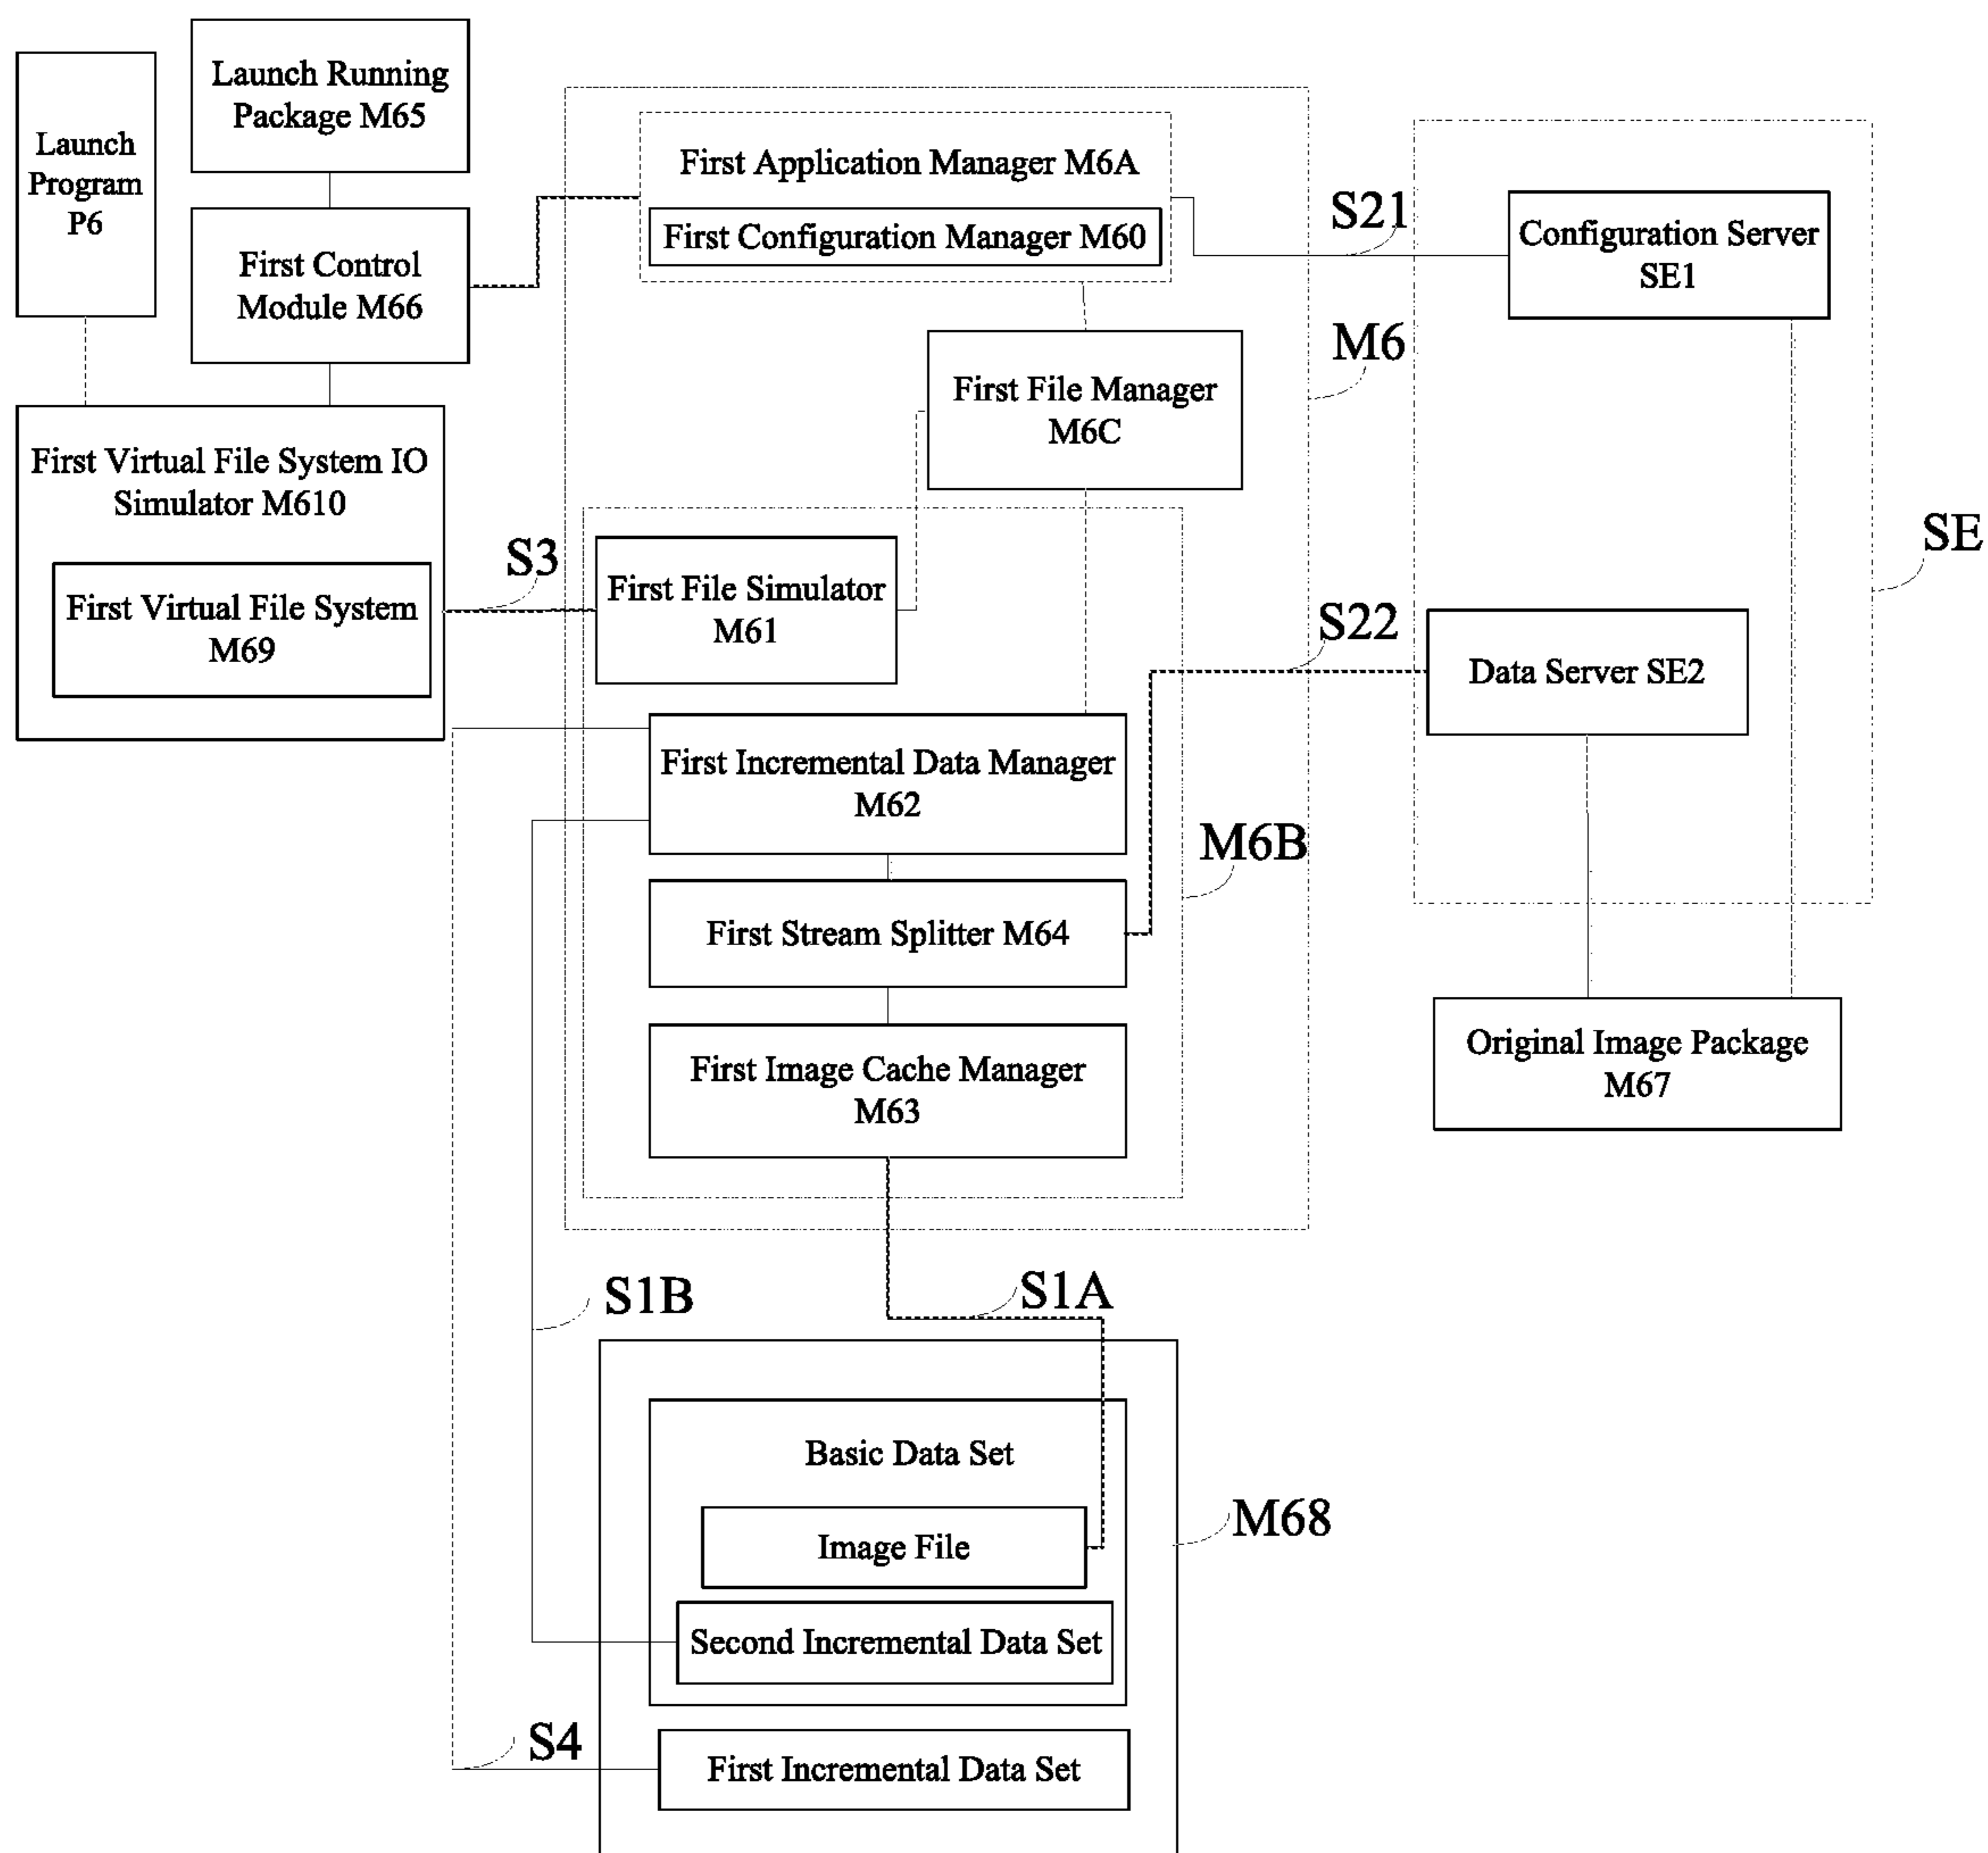 Launch Running
Package M65
Launch
Program
P6
First Control
Module M66
First Application Manager M6A
First Configuration Manager M60
S21
Configuration Server
SE1
M6
First File Manager
M6C
First Virtual File System IO
Simulator M610
First Virtual File System
M69
S3
First File Simulator
M61
SE
S22
Data Server SE2
First Incremental Data Manager
M62
M6B
First Stream Splitter M64
First Image Cache Manager
M63
Original Image Package
M67
S1B
S1A
Basic Data Set
Image File
M68
Second Incremental Data Set
S4
First Incremental Data Set